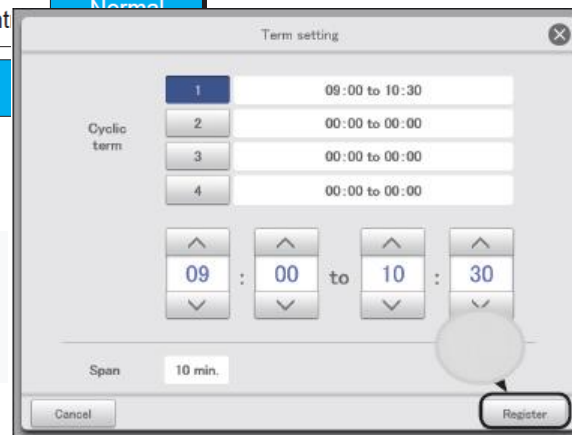 Normal
Term setting
1 09:00 to 10:30
Cyclic term
2 00:00 to 00:00
3 00:00 to 00:00
4 00:00 to 00:00
09 : 00 to 10 : 30
Span 10 min.
Cancel Register